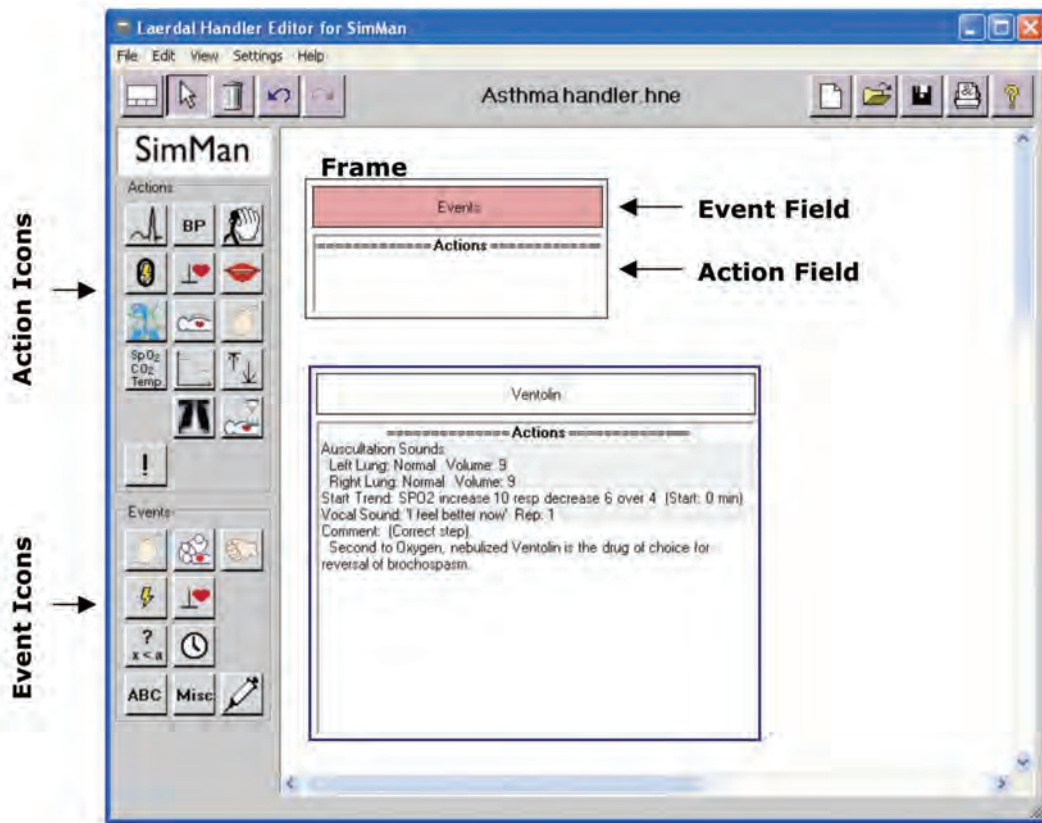 Laerdal Handler Editor for SimMan
File Edit View Settings Help
Asthma handler.hne
SimMan
Actions
BP
SpO2
CO2
Temp.
!
Events
?
x < a
ABC Misc
Action Icons
Event Icons
Frame
Events
Event Field
============Actions============
Action Field
Ventolin
==============Actions==============
Auscultation Sounds
Left Lung: Normal Volume: 9
Right Lung: Normal Volume: 9
Start Trend: SPO2 increase 10 resp decrease 6 over 4 (Start: 0 min)
Vocal Sound: 'I feel better now' Rep: 1
Comment: (Correct step)
Second to Oxygen, nebulized Ventolin is the drug of choice for
reversal of brochospasm.